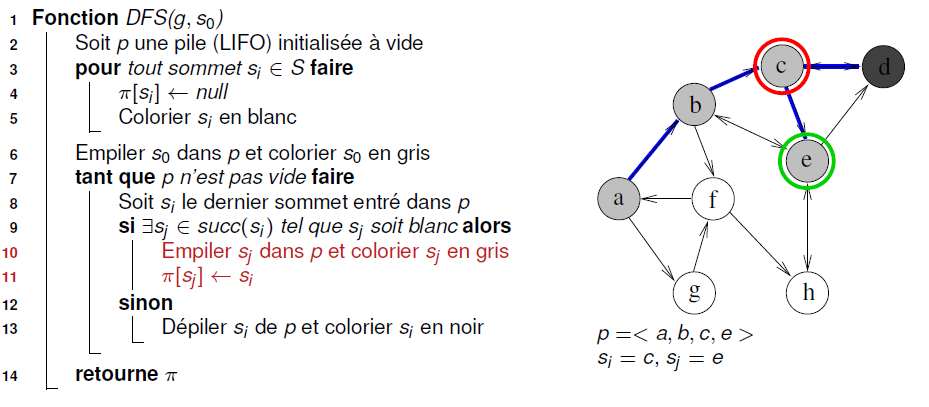 1 Fonction DFS(g, s₀)
2 Soit p une pile (LIFO) initialisée à vide
3 pour tout sommet sᵢ ∈ S faire
4 π[sᵢ] ← null
5 Colorier sᵢ en blanc
6 Empiler s₀ dans p et colorier s₀ en gris
7 tant que p n'est pas vide faire
8 Soit sᵢ le dernier sommet entré dans p
9 si ∃sⱼ ∈ succ(sᵢ) tel que sⱼ soit blanc alors
10 Empiler sⱼ dans p et colorier sⱼ en gris
11 π[sⱼ] ← sᵢ
12 sinon
13 Dépiler sᵢ de p et colorier sᵢ en noir
14 retourne π
c
d
b
e
a
f
g
h
p =< a, b, c, e >
sᵢ = c, sⱼ = e